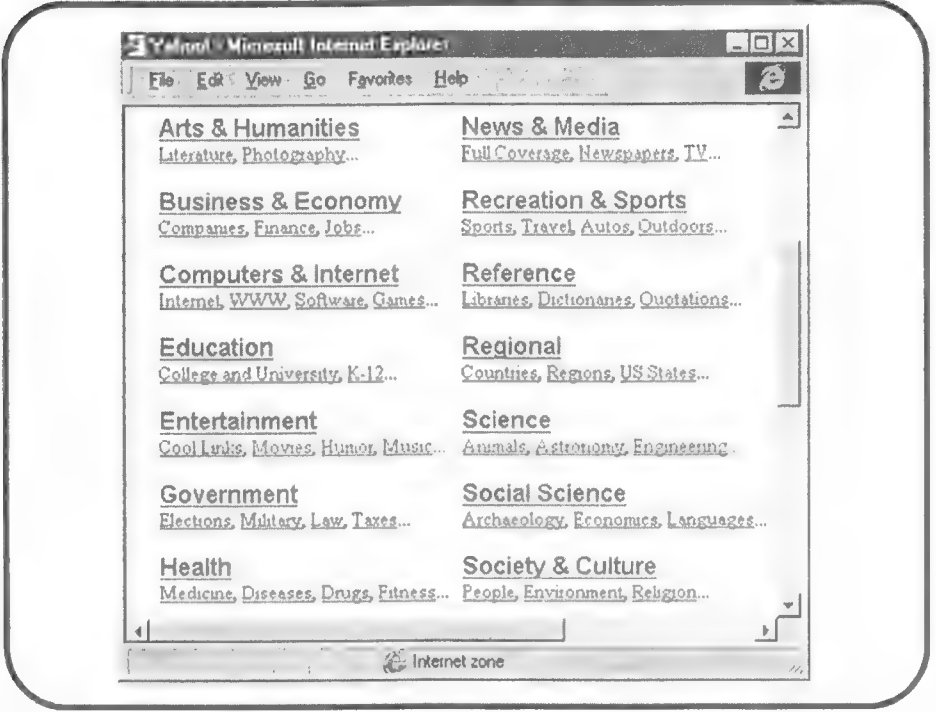 Yahoo! - Microsoft Internet Explorer
File Edit View Go Favorites Help
Arts & Humanities
Literature, Photography...
Business & Economy
Companies, Finance, Jobs...
Computers & Internet
Internet, WWW, Software, Games...
Education
College and University, K-12...
Entertainment
Cool Links, Movies, Humor, Music...
Government
Elections, Military, Law, Taxes...
Health
Medicine, Diseases, Drugs, Fitness...
News & Media
Full Coverage, Newspapers, TV...
Recreation & Sports
Sports, Travel, Autos, Outdoors...
Reference
Libraries, Dictionaries, Quotations...
Regional
Countries, Regions, US States...
Science
Animals, Astronomy, Engineering...
Social Science
Archaeology, Economics, Languages...
Society & Culture
People, Environment, Religion...
Internet zone